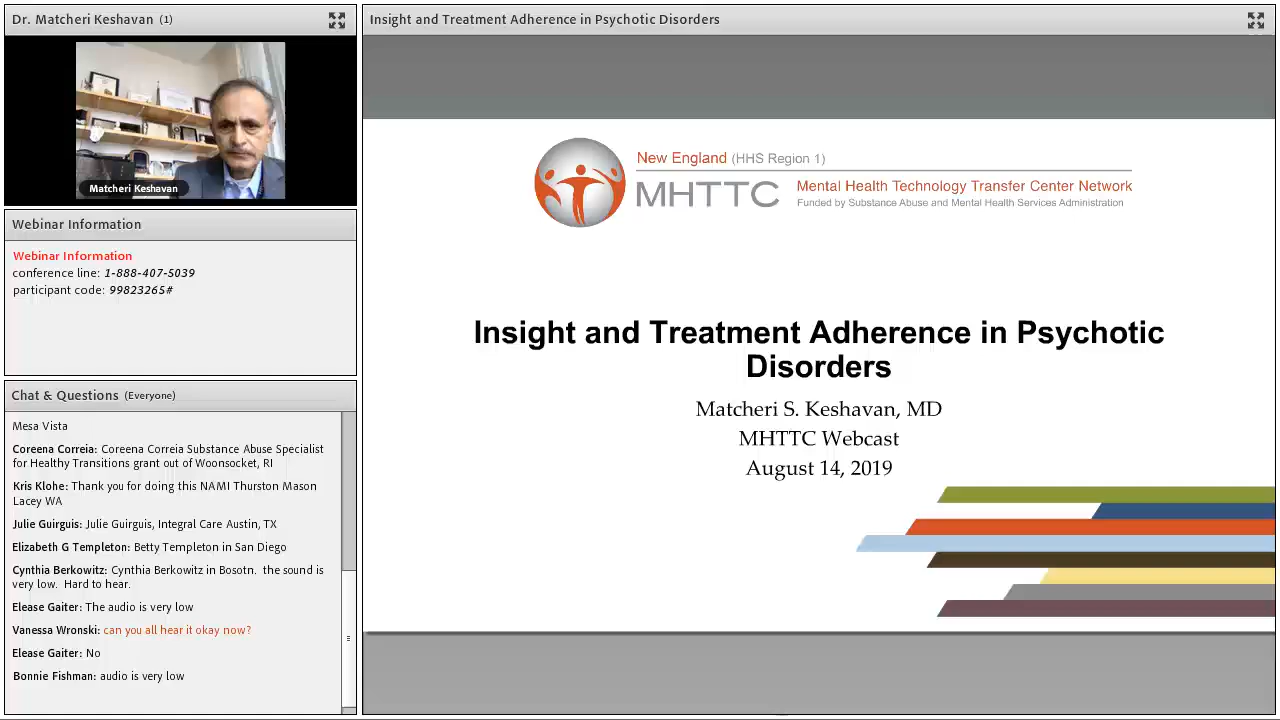 Dr. Matcheri Keshavan (1)
Matcheri Keshavan
Webinar Information
Webinar Information
conference line: 1-888-407-5039
participant code: 99823265#
Chat & Questions (Everyone)
Mesa Vista
Coreena Correia: Coreena Correia Substance Abuse Specialist
for Healthy Transitions grant out of Woonsocket, RI
Kris Klohe: Thank you for doing this NAMI Thurston Mason
Lacey WA
Julie Guirguis: Julie Guirguis, Integral Care Austin, TX
Elizabeth G Templeton: Betty Templeton in San Diego
Cynthia Berkowitz: Cynthia Berkowitz in Bosotn. the sound is
very low. Hard to hear.
Elease Gaiter: The audio is very low
Vanessa Wronski: can you all hear it okay now?
Elease Gaiter: No
Bonnie Fishman: audio is very low
Insight and Treatment Adherence in Psychotic Disorders
New England (HHS Region 1)
MHTTC
Mental Health Technology Transfer Center Network
Funded by Substance Abuse and Mental Health Services Administration
Insight and Treatment Adherence in Psychotic
Disorders
Matcheri S. Keshavan, MD
MHTTC Webcast
August 14, 2019